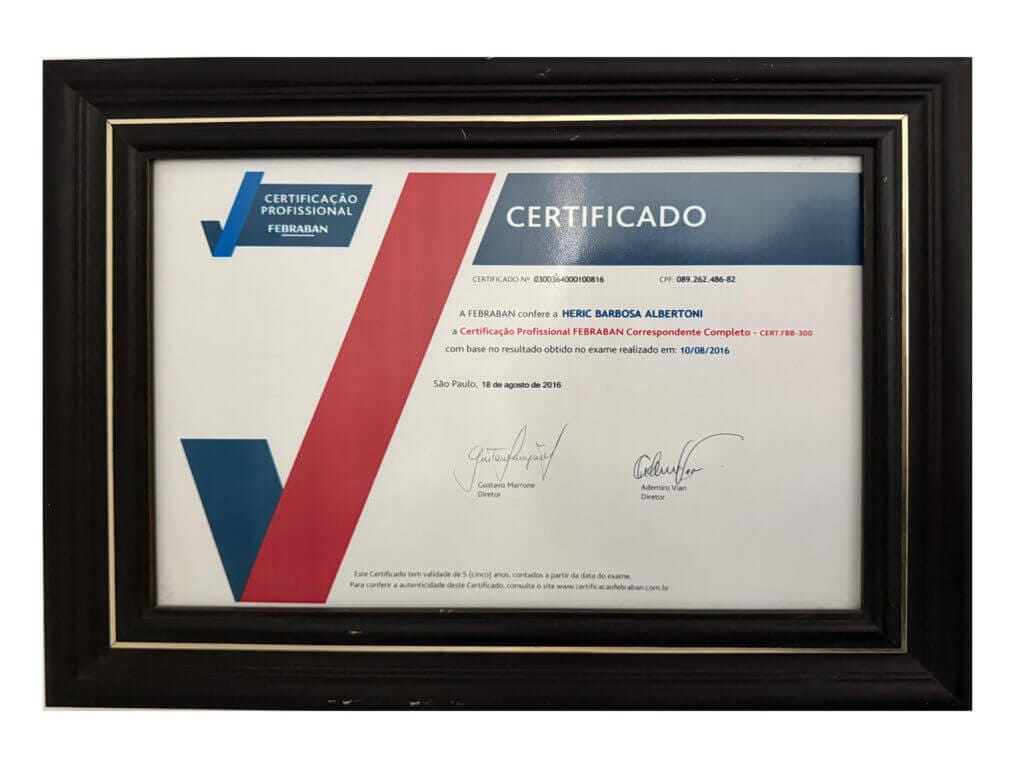 CERTIFICAÇÃO
PROFISSIONAL
FEBRABAN
CERTIFICADO
CERTIFICADO Nº 0300364000100816 CPF: 089.262.486-82
A FEBRABAN confere a HERIC BARBOSA ALBERTONI
a Certificação Profissional FEBRABAN Correspondente Completo - CERT.FBB-300
com base no resultado obtido no exame realizado em: 10/08/2016
São Paulo, 18 de agosto de 2016
Gustavo Marrone Ademiro Vian
Diretor Diretor
Este Certificado tem validade de 5 (cinco) anos, contados a partir da data do exame.
Para conferir a autenticidade deste Certificado, consulte o site www.certificacaofebraban.com.br